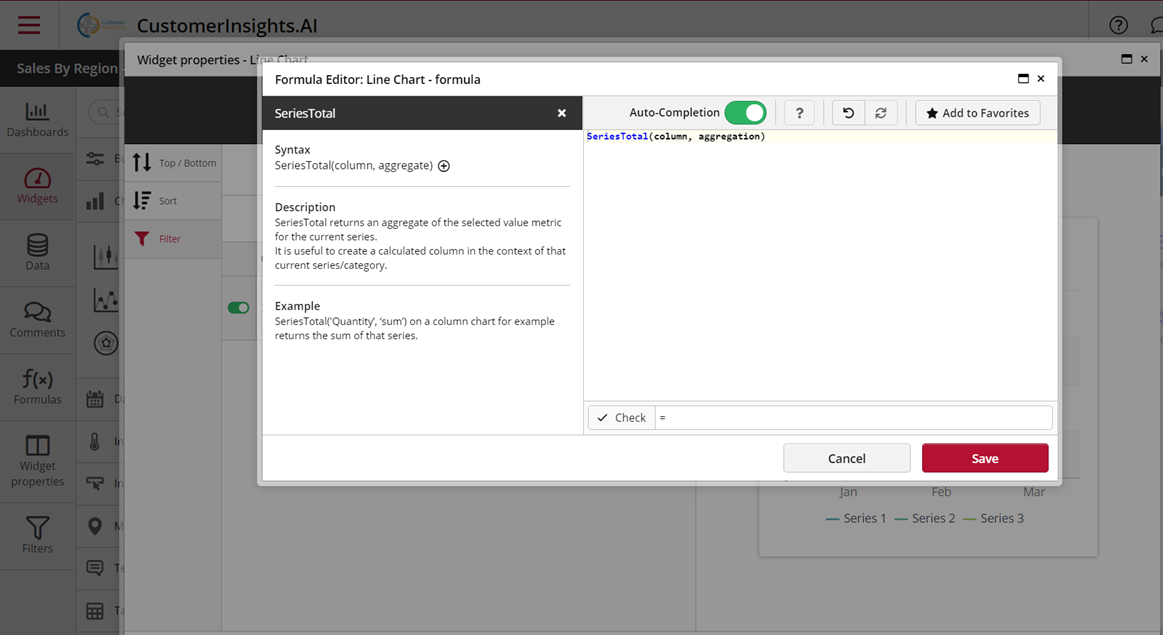 CustomerInsights.AI
Sales By Region -
Widget properties - Line Chart
Formula Editor: Line Chart - formula
SeriesTotal
Auto-Completion
?
Add to Favorites
Syntax
SeriesTotal(column, aggregate)
Description
SeriesTotal returns an aggregate of the selected value metric
for the current series.
It is useful to create a calculated column in the context of that
current series/category.
Example
SeriesTotal('Quantity', ‘sum’) on a column chart for example
returns the sum of that series.
SeriesTotal(column, aggregation)
Check
=
Cancel
Save
Dashboards
Widgets
Data
Comments
f(x)
Formulas
Widget
properties
Filters
Top / Bottom
Sort
Filter
Jan
Feb
Mar
Series 1
Series 2
Series 3